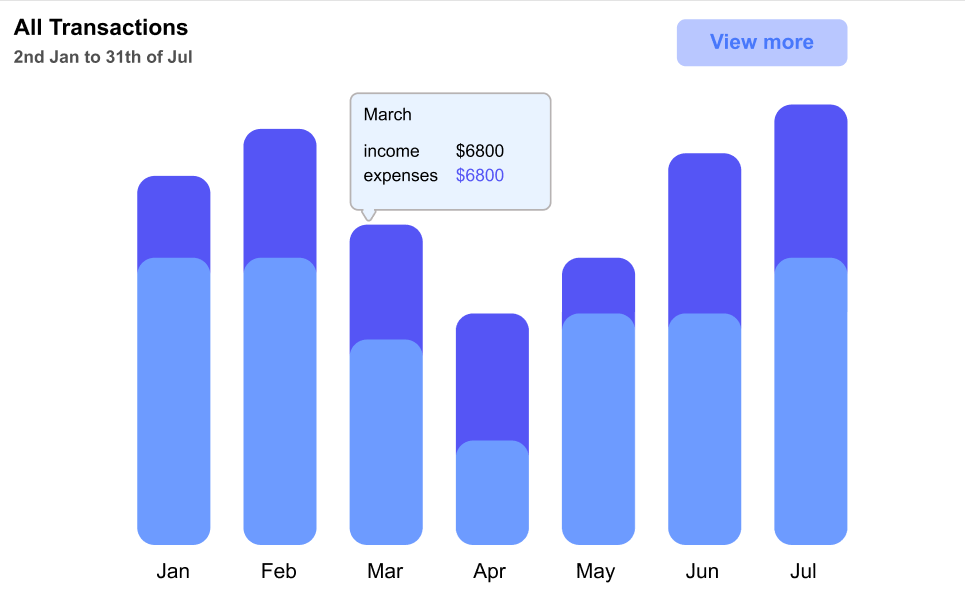 All Transactions
2nd Jan to 31th of Jul
View more
March
income $6800
expenses $6800
Jan Feb Mar Apr May Jun Jul